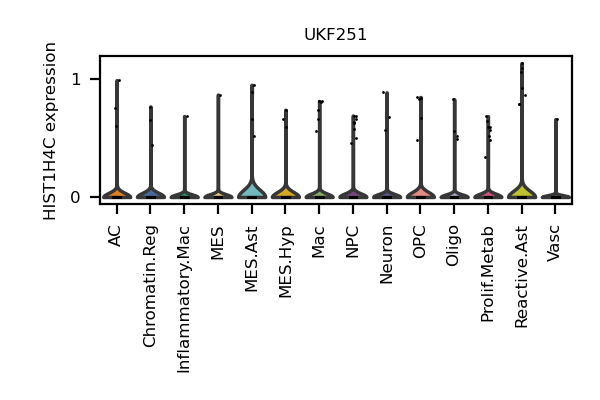 UKF251
HIST1H4C expression
1
0
AC
Chromatin.Reg
Inflammatory.Mac
MES
MES.Ast
MES.Hyp
Mac
NPC
Neuron
OPC
Oligo
Prolif.Metab
Reactive.Ast
Vasc